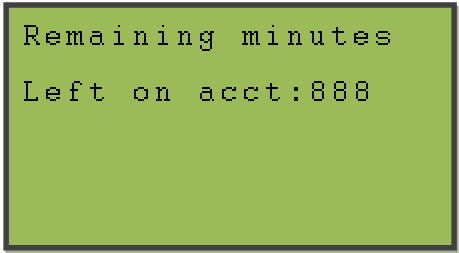 Remaining minutes
Left on acct:888